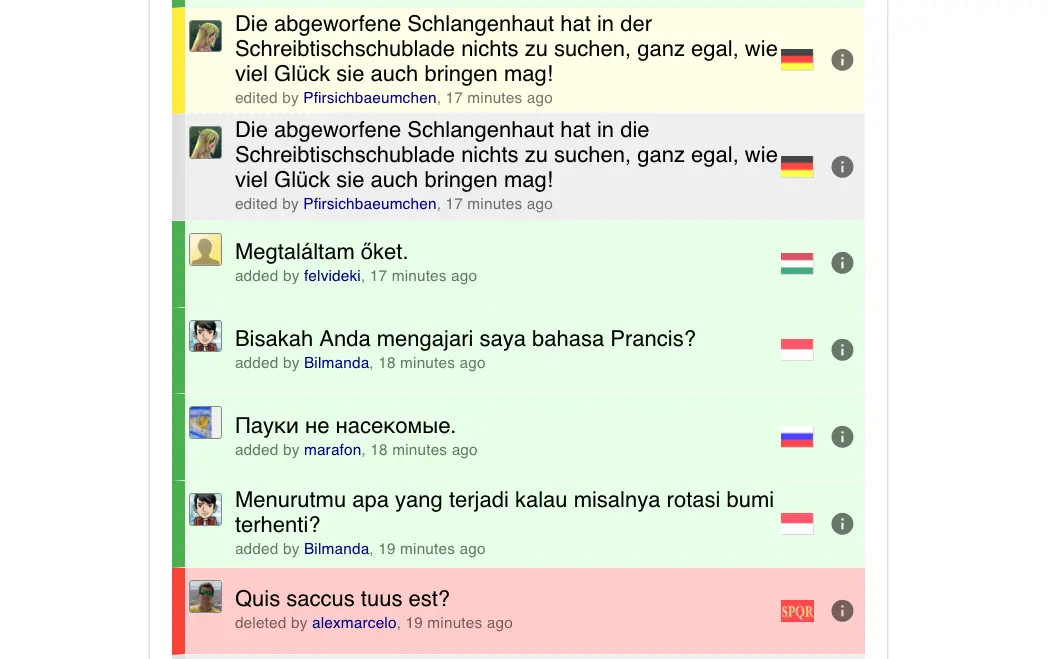 Die abgeworfene Schlangenhaut hat in der
Schreibtischschublade nichts zu suchen, ganz egal, wie
viel Glück sie auch bringen mag!
edited by Pfirsichbaeumchen, 17 minutes ago
Die abgeworfene Schlangenhaut hat in die
Schreibtischschublade nichts zu suchen, ganz egal, wie
viel Glück sie auch bringen mag!
edited by Pfirsichbaeumchen, 17 minutes ago
Megtaláltam őket.
added by felvideki, 17 minutes ago
Bisakah Anda mengajari saya bahasa Prancis?
added by Bilmanda, 18 minutes ago
Пауки не насекомые.
added by marafon, 18 minutes ago
Menurutmu apa yang terjadi kalau misalnya rotasi bumi
terhenti?
added by Bilmanda, 19 minutes ago
Quis saccus tuus est?
SPQR
deleted by alexmarcelo, 19 minutes ago